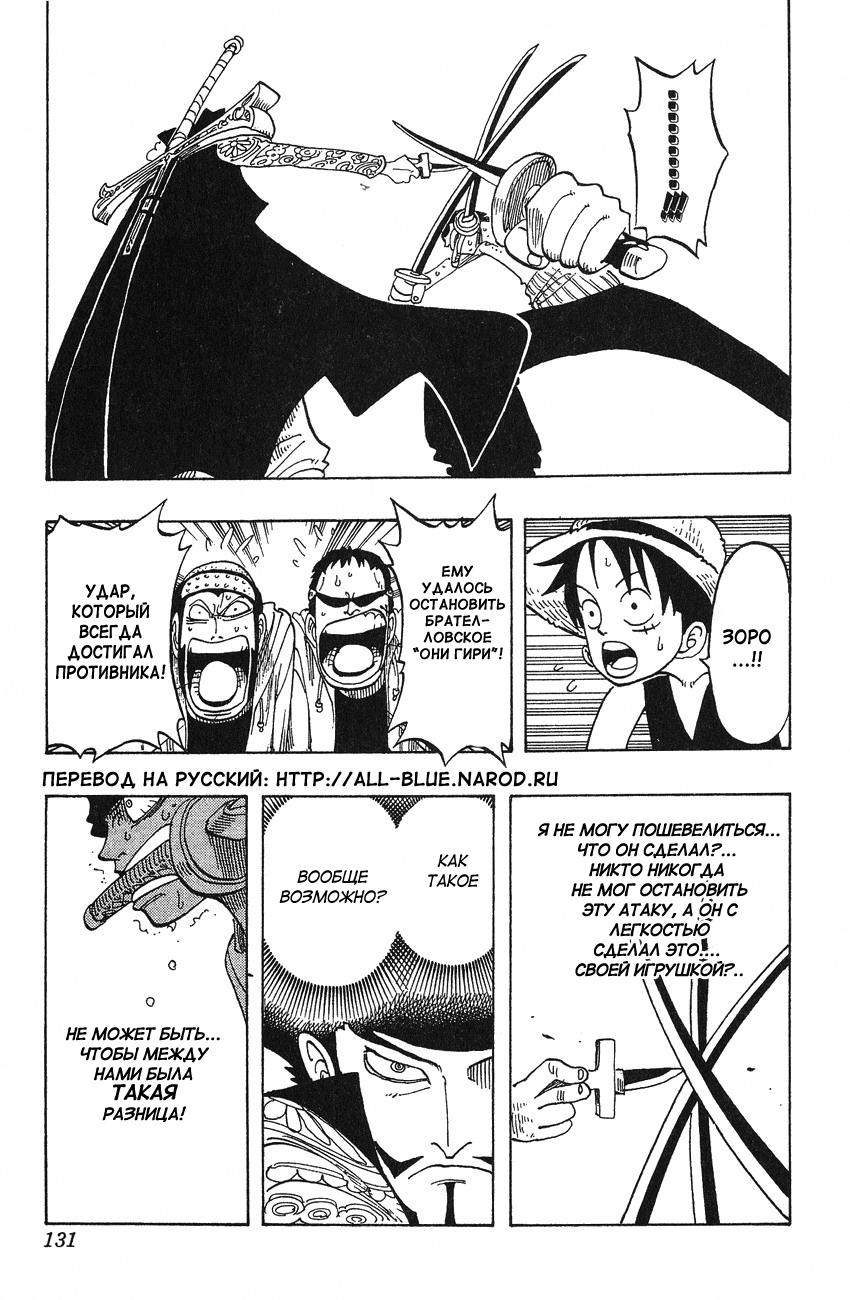 ЗОРО
...!!
ЕМУ
УДАЛОСЬ
ОСТАНОВИТЬ
БРАТЕЛ-
ЛОВСКОЕ
"ОНИ ГИРИ"!
УДАР,
КОТОРЫЙ
ВСЕГДА
ДОСТИГАЛ
ПРОТИВНИКА!
ПЕРЕВОД НА РУССКИЙ: HTTP://ALL-BLUE.NAROD.RU
Я НЕ МОГУ ПОШЕВЕЛИТЬСЯ...
ЧТО ОН СДЕЛАЛ?...
НИКТО НИКОГДА
НЕ МОГ ОСТАНОВИТЬ
ЭТУ АТАКУ, А ОН С
ЛЕГКОСТЬЮ
СДЕЛАЛ ЭТО....
СВОЕЙ ИГРУШКОЙ?..
КАК
ТАКОЕ
ВООБЩЕ
ВОЗМОЖНО?
НЕ МОЖЕТ БЫТЬ...
ЧТОБЫ МЕЖДУ
НАМИ БЫЛА
ТАКАЯ
РАЗНИЦА!
131